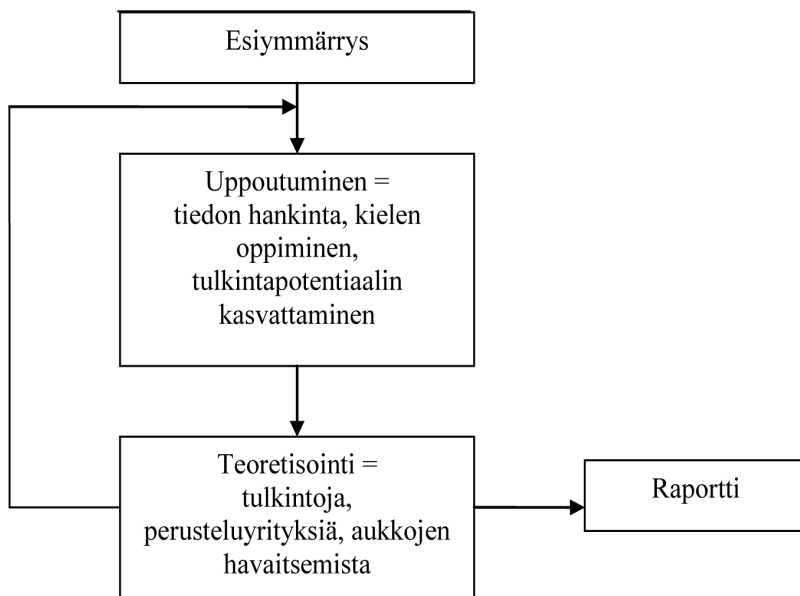 Esiymmärrys
Uppoutuminen =
tiedon hankinta, kielen
oppiminen,
tulkintapotentiaalin
kasvattaminen
Teoretisointi =
tulkintoja,
perusteluyrityksiä, aukkojen
havaitsemista
Raportti